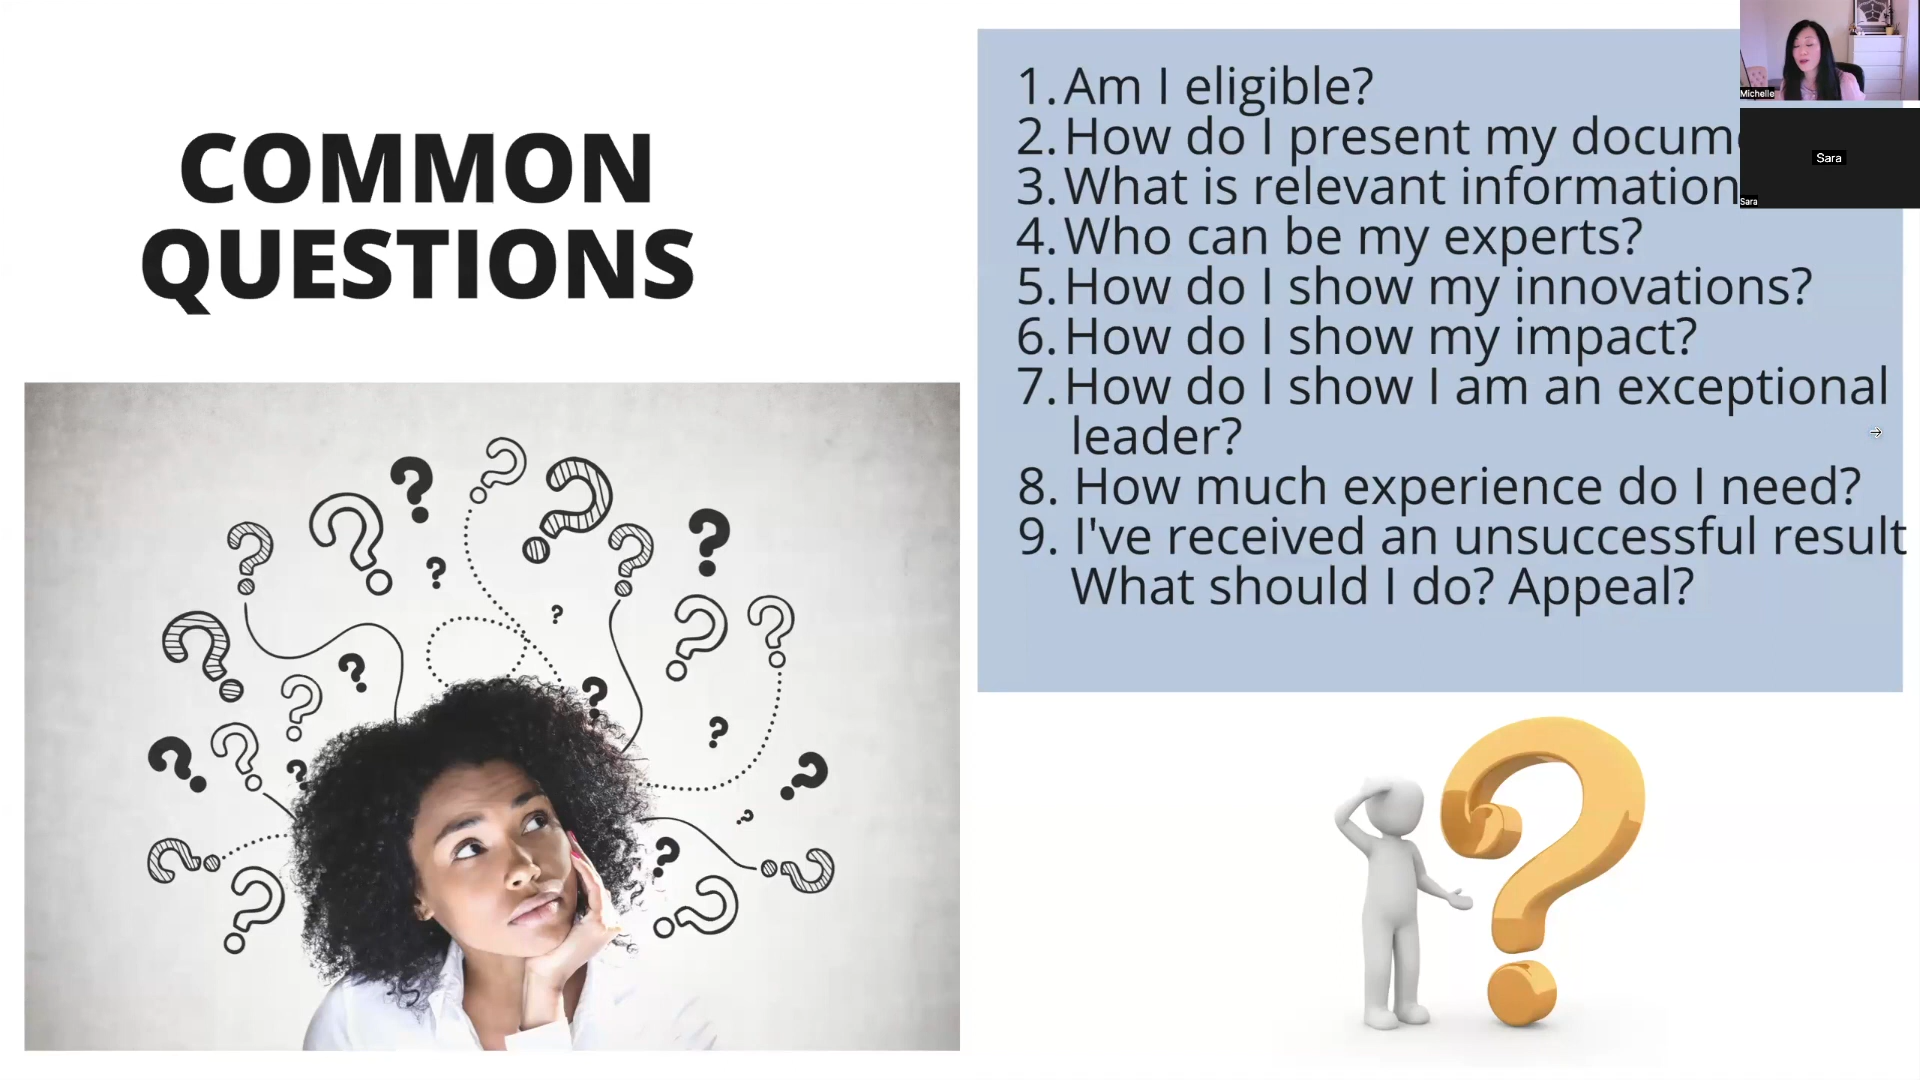 COMMON
QUESTIONS
1. Am I eligible?
2. How do I present my
3. What is relevant information
4. Who can be my experts?
5. How do I show my innovations?
6. How do I show my impact?
7. How do I show I am an exceptional
leader?
8. How much experience do I need?
9. I've received an unsuccessful result
What should I do? Appeal?
Michelle
Sara
Sara